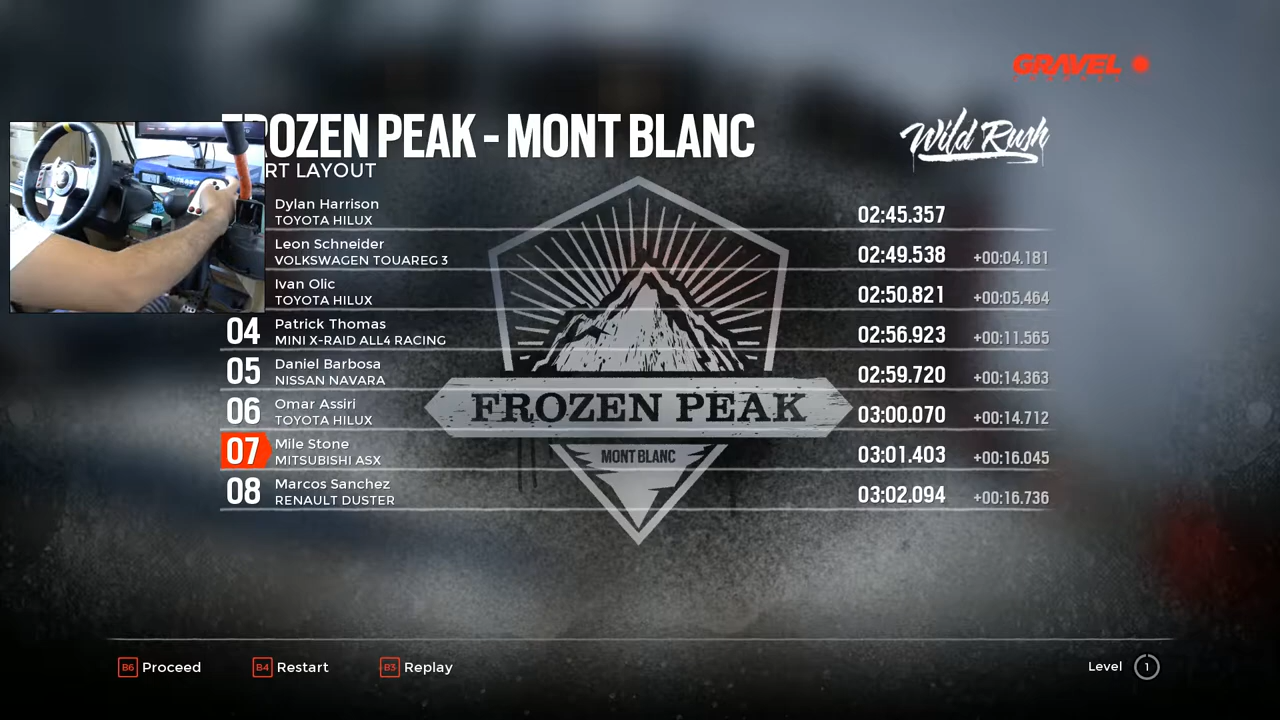 GRAVEL
ROZEN PEAK - MONT BLANC
Wild Rush
RT LAYOUT
Dylan Harrison
TOYOTA HILUX
02:45.357
Leon Schneider
VOLKSWAGEN TOUAREG 3
02:49.538 +00:04.181
Ivan Olic
TOYOTA HILUX
02:50.821 +00:05.464
04 Patrick Thomas
MINI X-RAID ALL4 RACING
02:56.923 +00:11.565
05 Daniel Barbosa
NISSAN NAVARA
02:59.720 +00:14.363
06 Omar Assiri
TOYOTA HILUX
03:00.070 +00:14.712
07 Mile Stone
MITSUBISHI ASX
03:01.403 +00:16.045
08 Marcos Sanchez
RENAULT DUSTER
03:02.094 +00:16.736
FROZEN PEAK
MONT BLANC
B6 Proceed B4 Restart B3 Replay Level 1